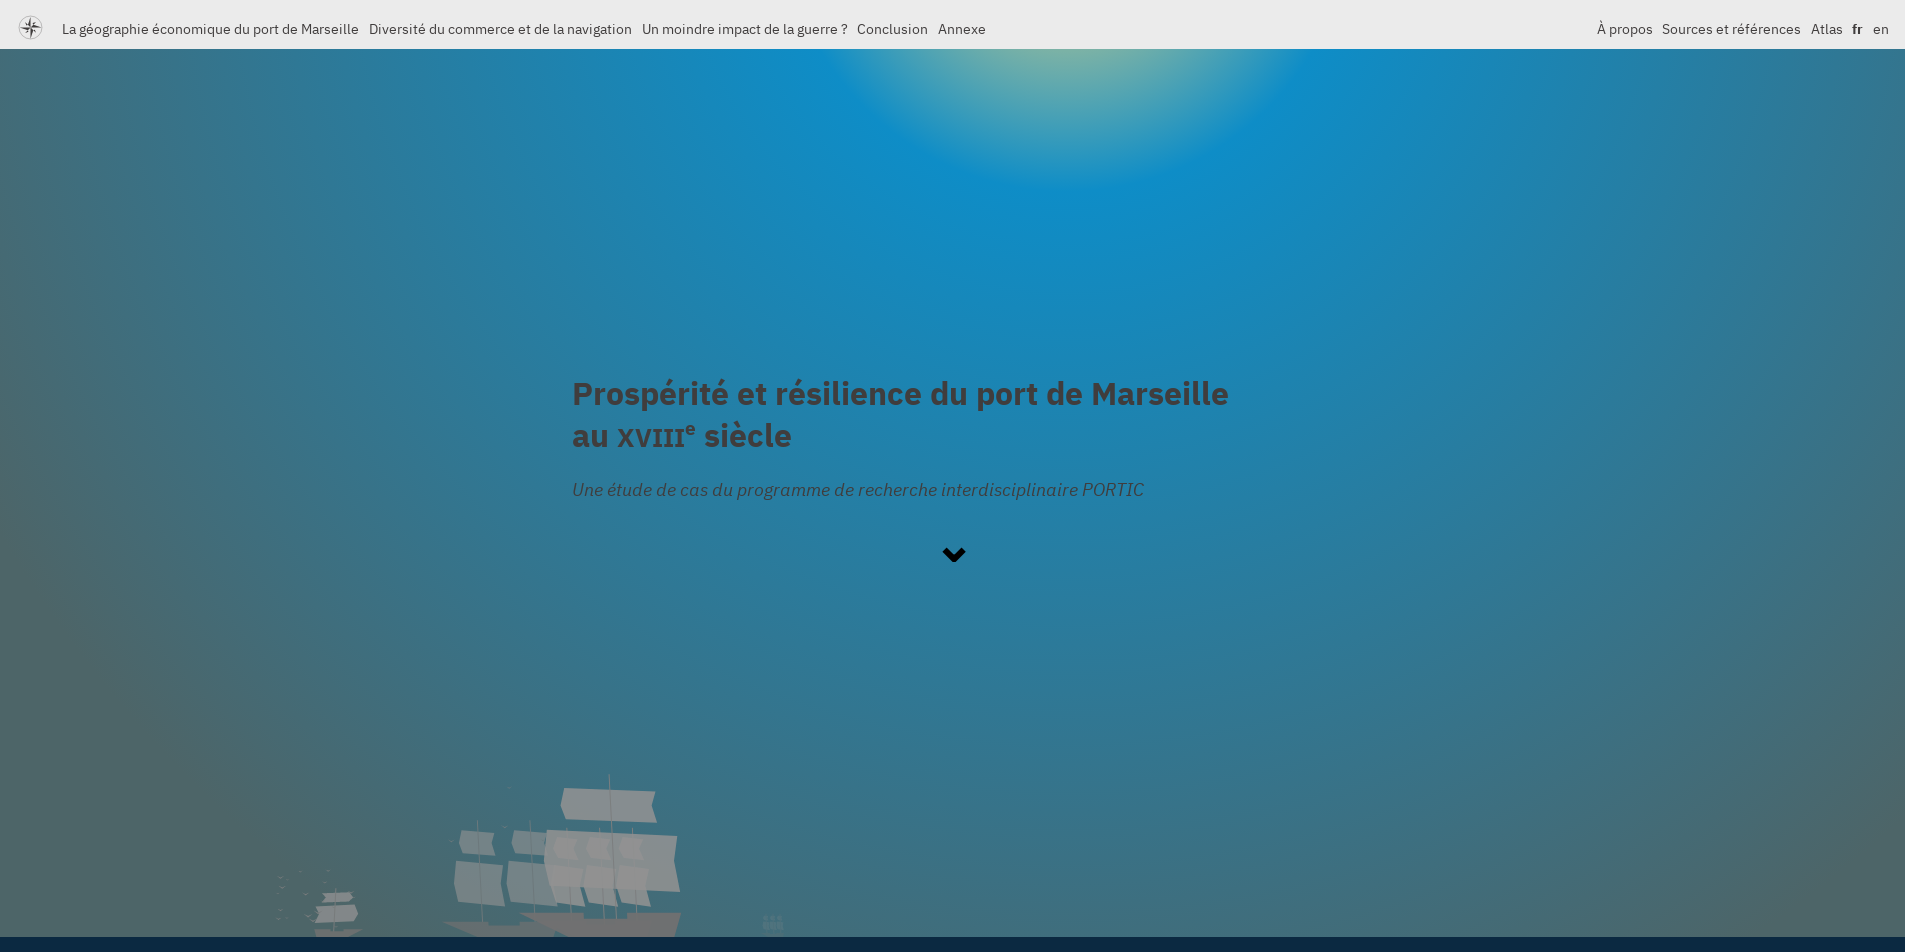 La géographie économique du port de Marseille Diversité du commerce et de la navigation Un moindre impact de la guerre ? Conclusion Annexe À propos Sources et références Atlas fr en
Prospérité et résilience du port de Marseille
au XVIIIe siècle
Une étude de cas du programme de recherche interdisciplinaire PORTIC